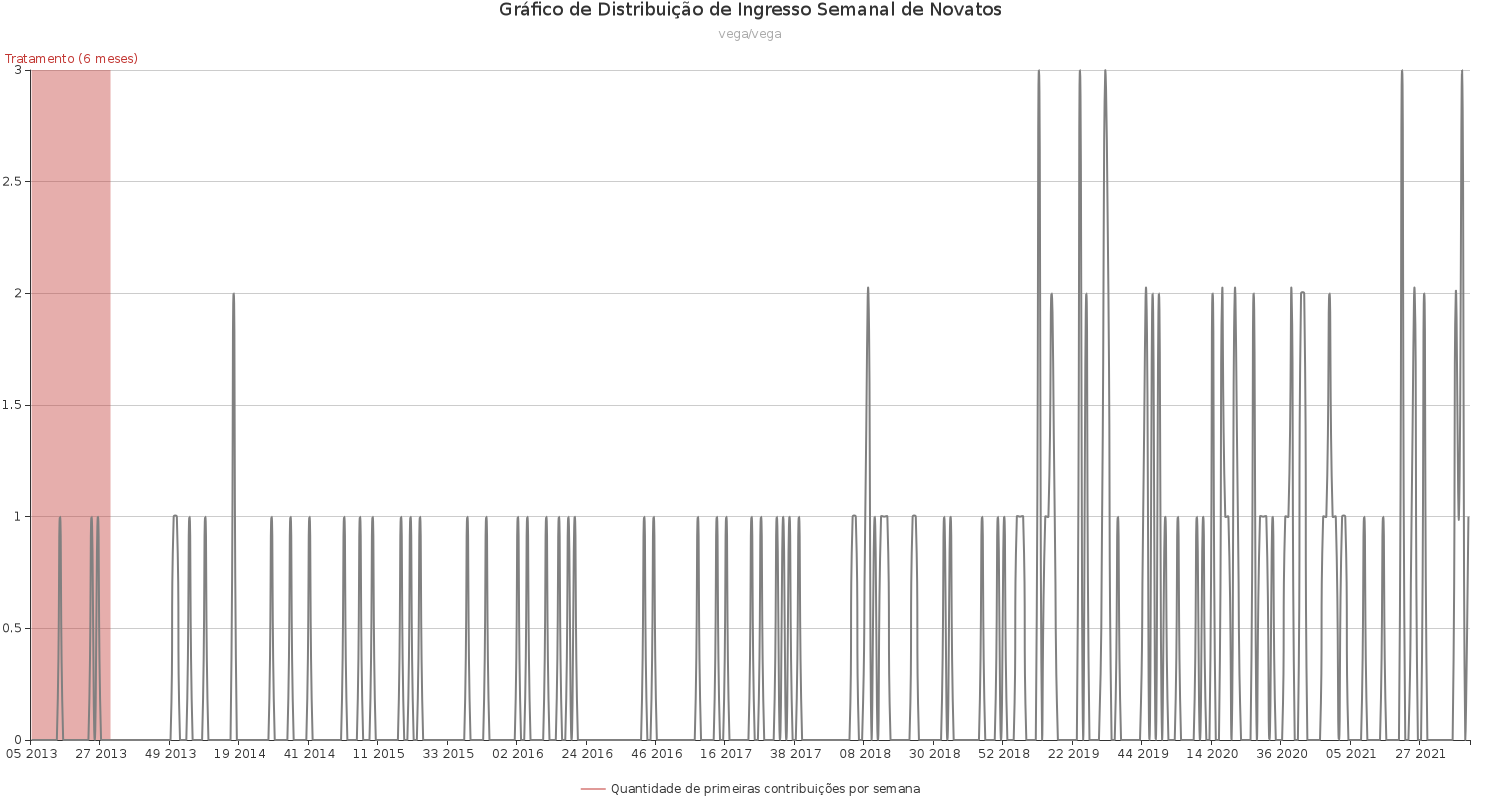 Gráfico de Distribuição de Ingresso Semanal de Novatos
vega/vega
Tratamento (6 meses)
3
2.5
2
1.5
1
0.5
0
05 2013 27 2013 49 2013 19 2014 41 2014 11 2015 33 2015 02 2016 24 2016 46 2016 16 2017 38 2017 08 2018 30 2018 52 2018 22 2019 44 2019 14 2020 36 2020 05 2021 27 2021
Quantidade de primeiras contribuições por semana